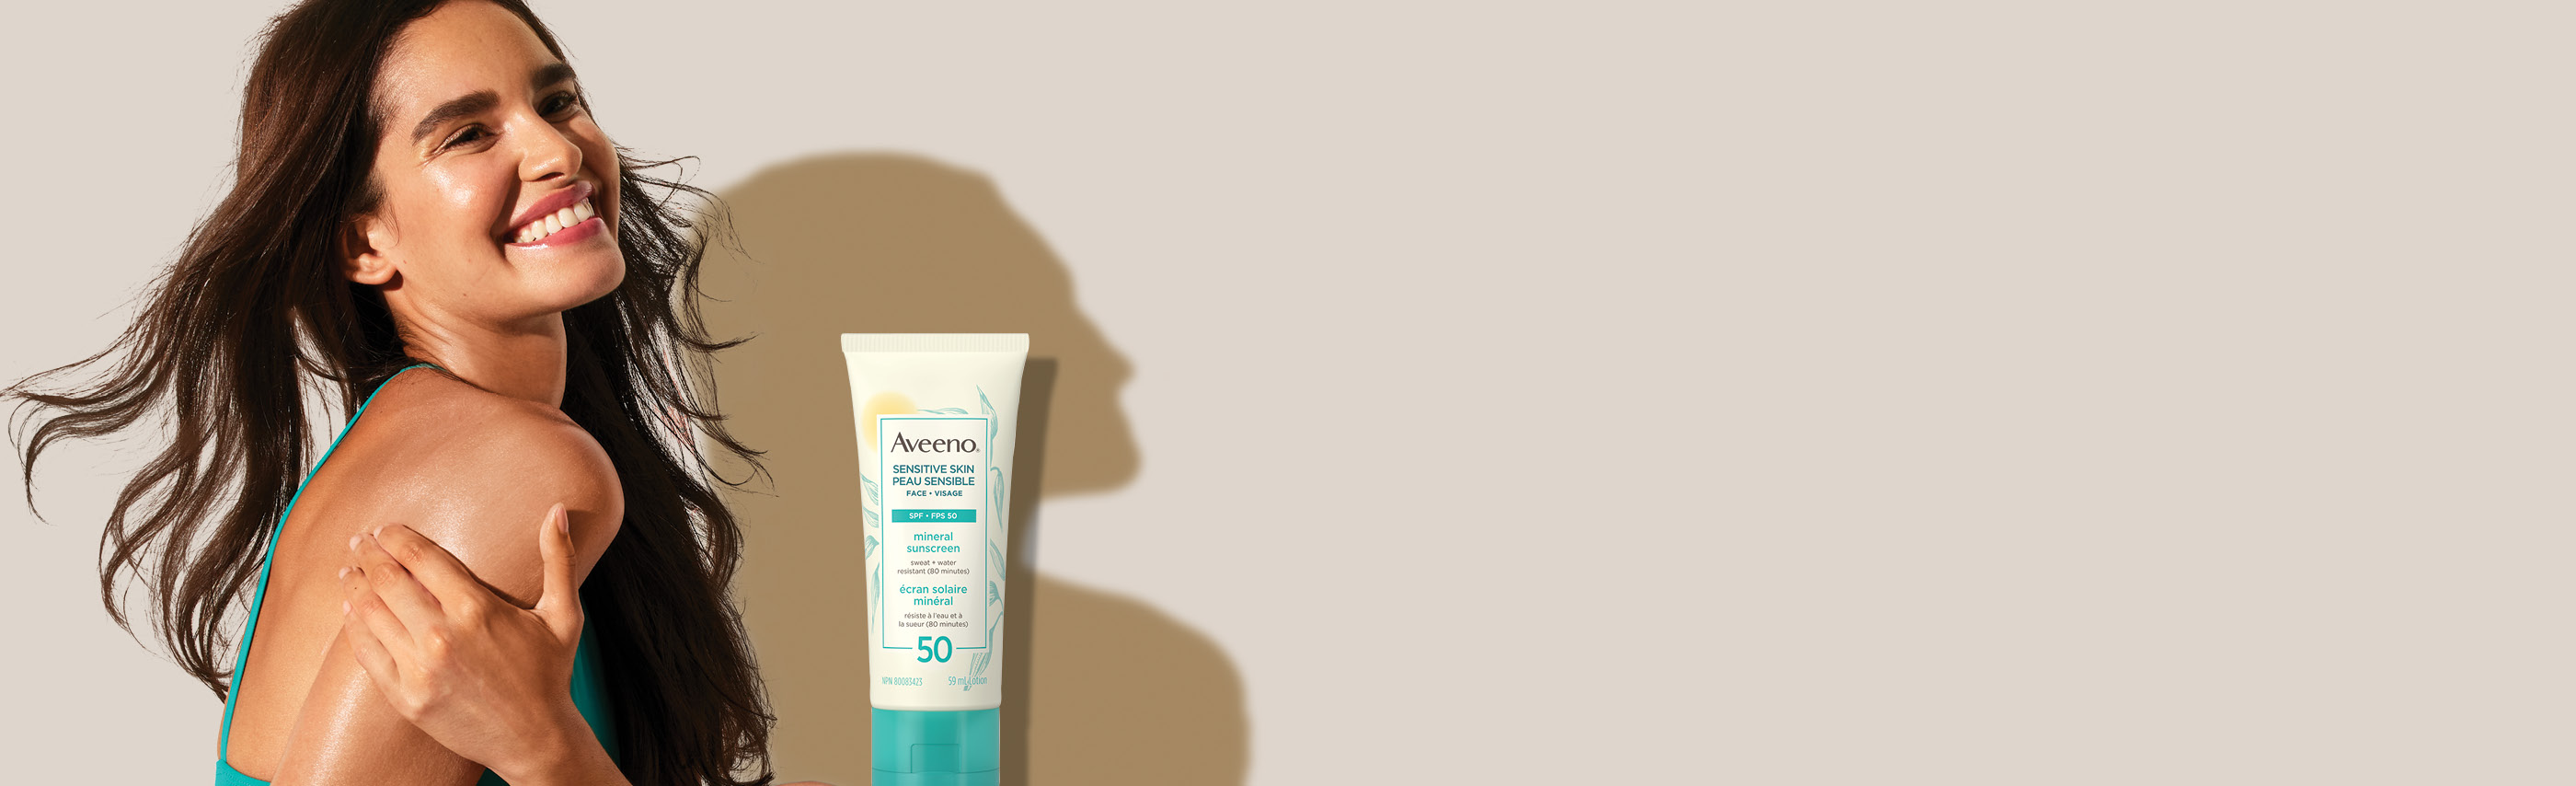 Aveeno®
SENSITIVE SKIN
PEAU SENSIBLE
FACE • VISAGE
SPF • FPS 50
mineral
sunscreen
sweat + water
resistant (80 minutes)
écran solaire
minéral
résiste à l'eau et à
la sueur (80 minutes)
50
NPN 80083423 59 mL Lotion